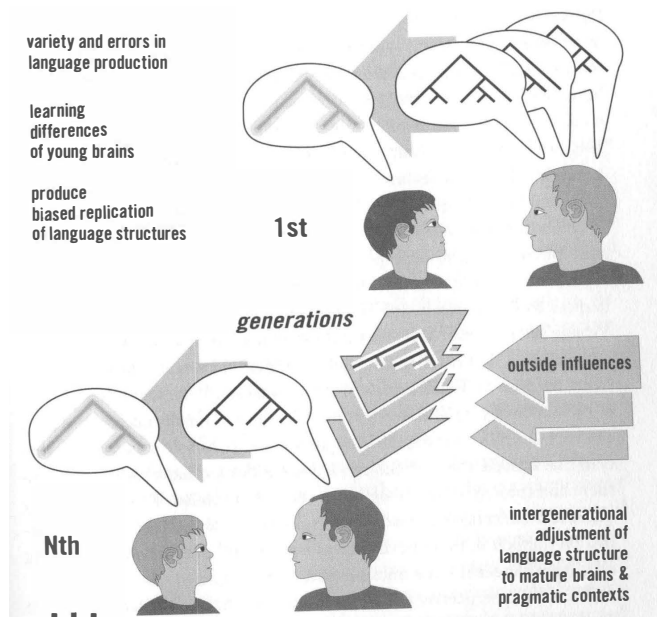 variety and errors in
language production
learning
differences
of young brains
produce
biased replication
of language structures
1st
generations
outside influences
Nth
intergenerational
adjustment of
language structure
to mature brains &
pragmatic contexts